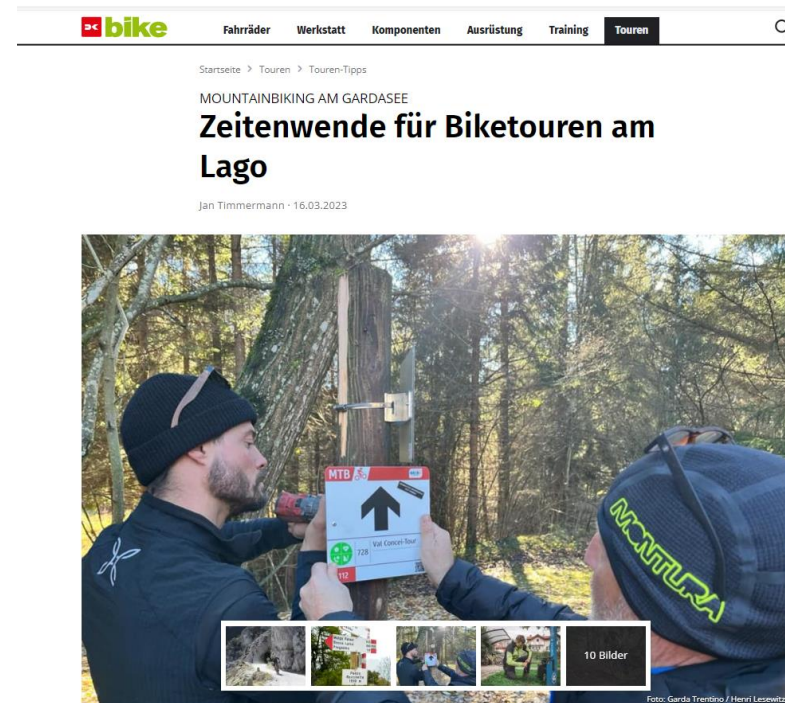 bike
Fahrräder Werkstatt Komponenten Ausrüstung Training Touren
Startseite > Touren > Touren-Tipps
MOUNTAINBIKING AM GARDASEE
Zeitenwende für Biketouren am
Lago
Jan Timmermann · 16.03.2023
MTB
728 Val Concei-Tour
112
MONTURA
10 Bilder
Foto: Garda Trentino / Henri Lesewitz